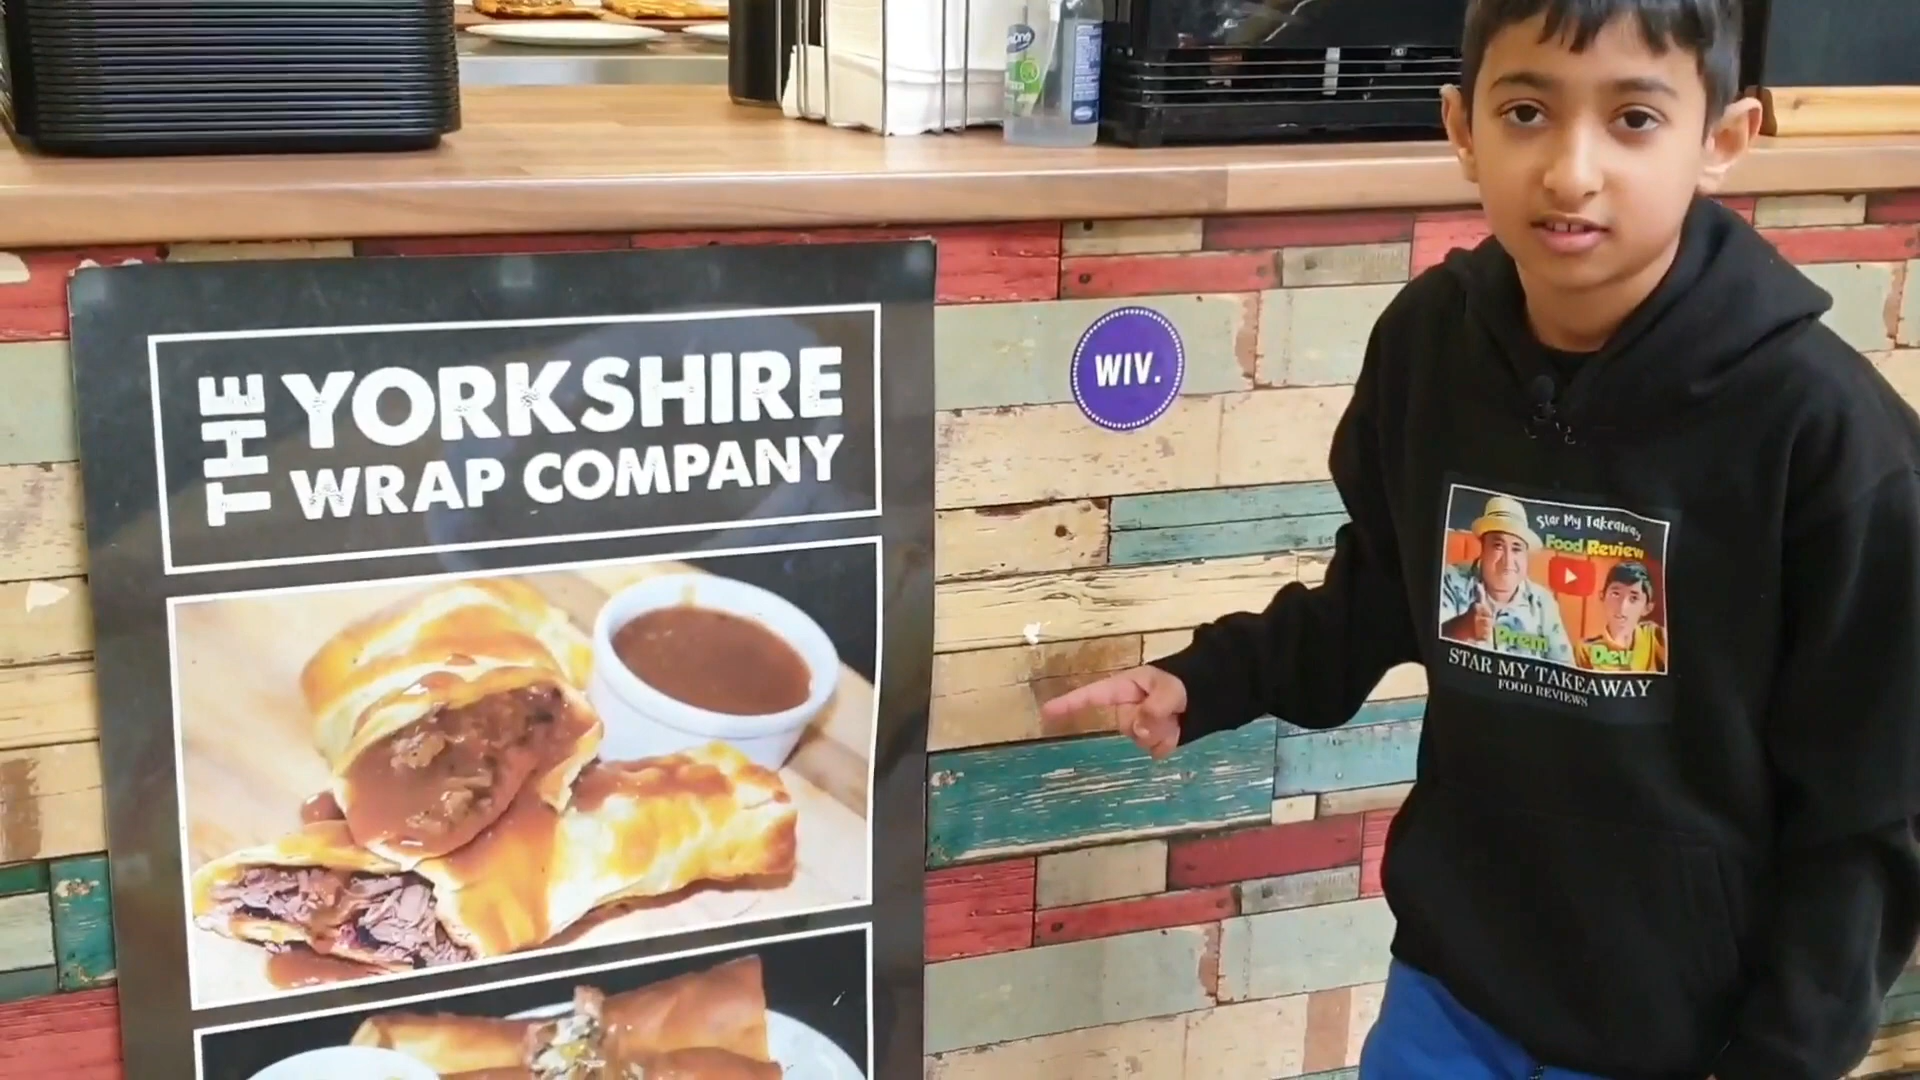 THE YORKSHIRE
WRAP COMPANY
WIV.
Star My Takeaway
Food Review
Prem
Dev
STAR MY TAKEAWAY
FOOD REVIEWS